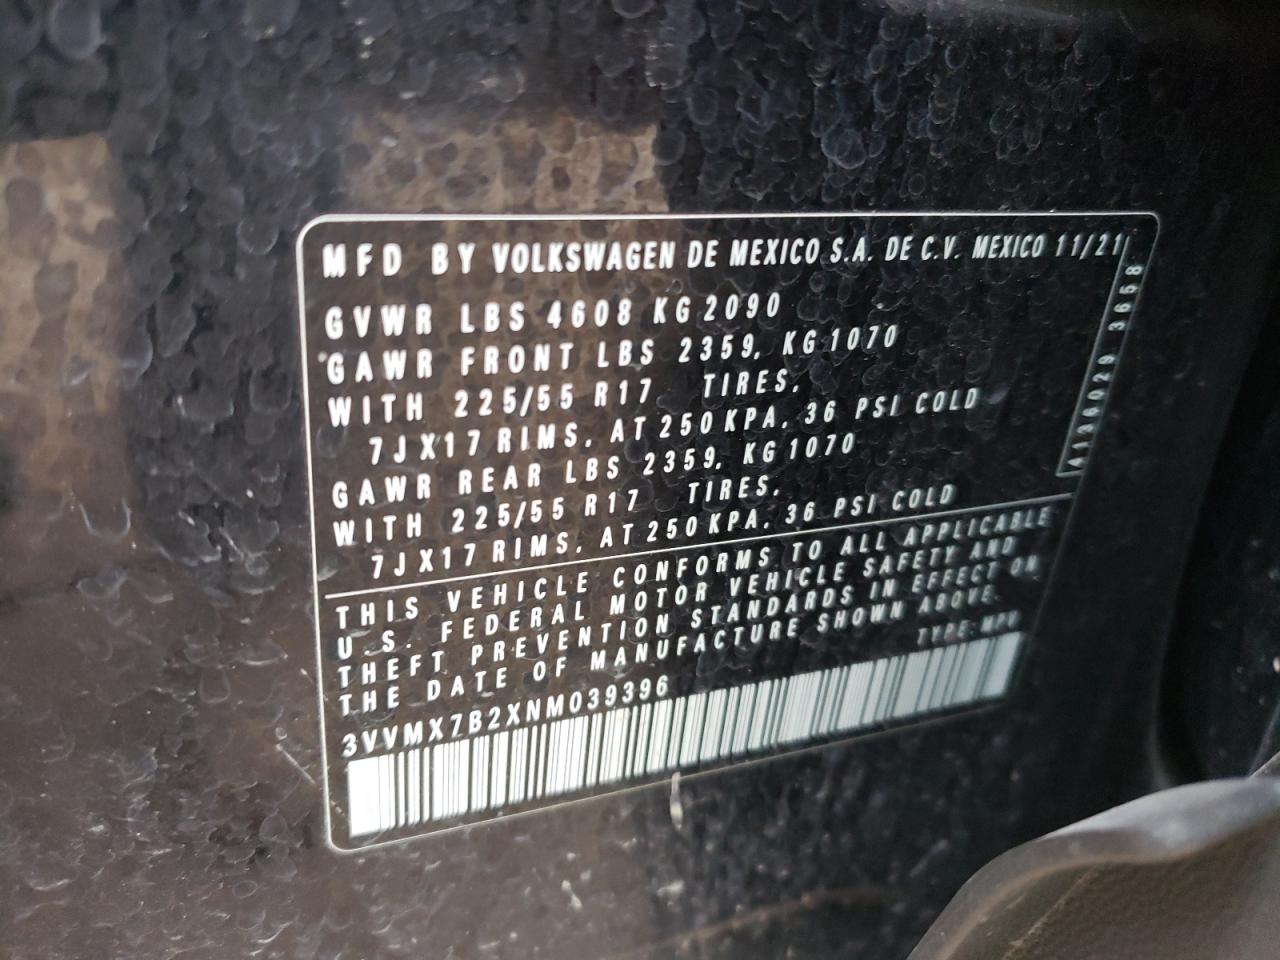 MFD BY VOLKSWAGEN DE MEXICO S.A. DE C.V. MEXICO 11/21
GVWR LBS 4608 KG 2090
GAWR FRONT LBS 2359, KG 1070
WITH 225/55 R17 TIRES,
7JX17 RIMS, AT 250 KPA, 36 PSI COLD
GAWR REAR LBS 2359, KG 1070
WITH 225/55 R17 TIRES,
7JX17 RIMS, AT 250 KPA, 36 PSI COLD
THIS VEHICLE CONFORMS TO ALL APPLICABLE
U.S. FEDERAL MOTOR VEHICLE SAFETY AND
THEFT PREVENTION STANDARDS IN EFFECT ON
THE DATE OF MANUFACTURE SHOWN ABOVE.
TYPE: MPV
3VVMX7B2XNM039396
3658